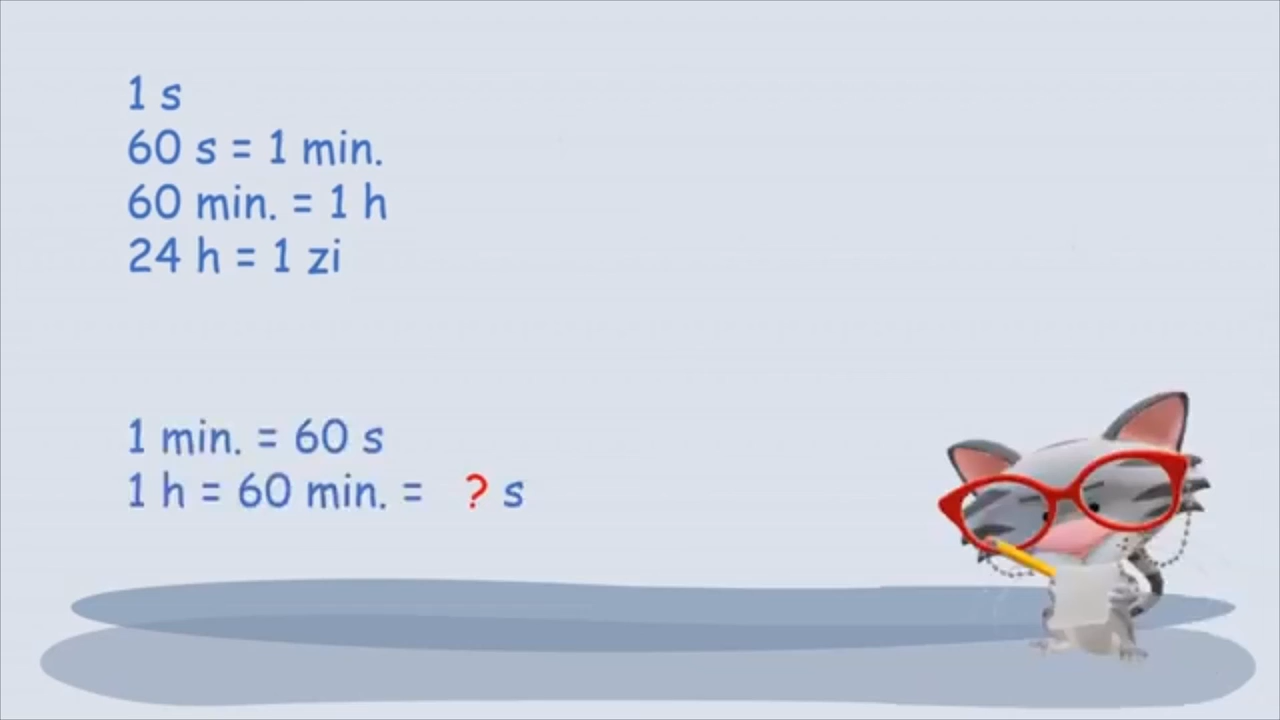 1 s
60 s = 1 min.
60 min. = 1 h
24 h = 1 zi
1 min. = 60 s
1 h = 60 min. = ? s